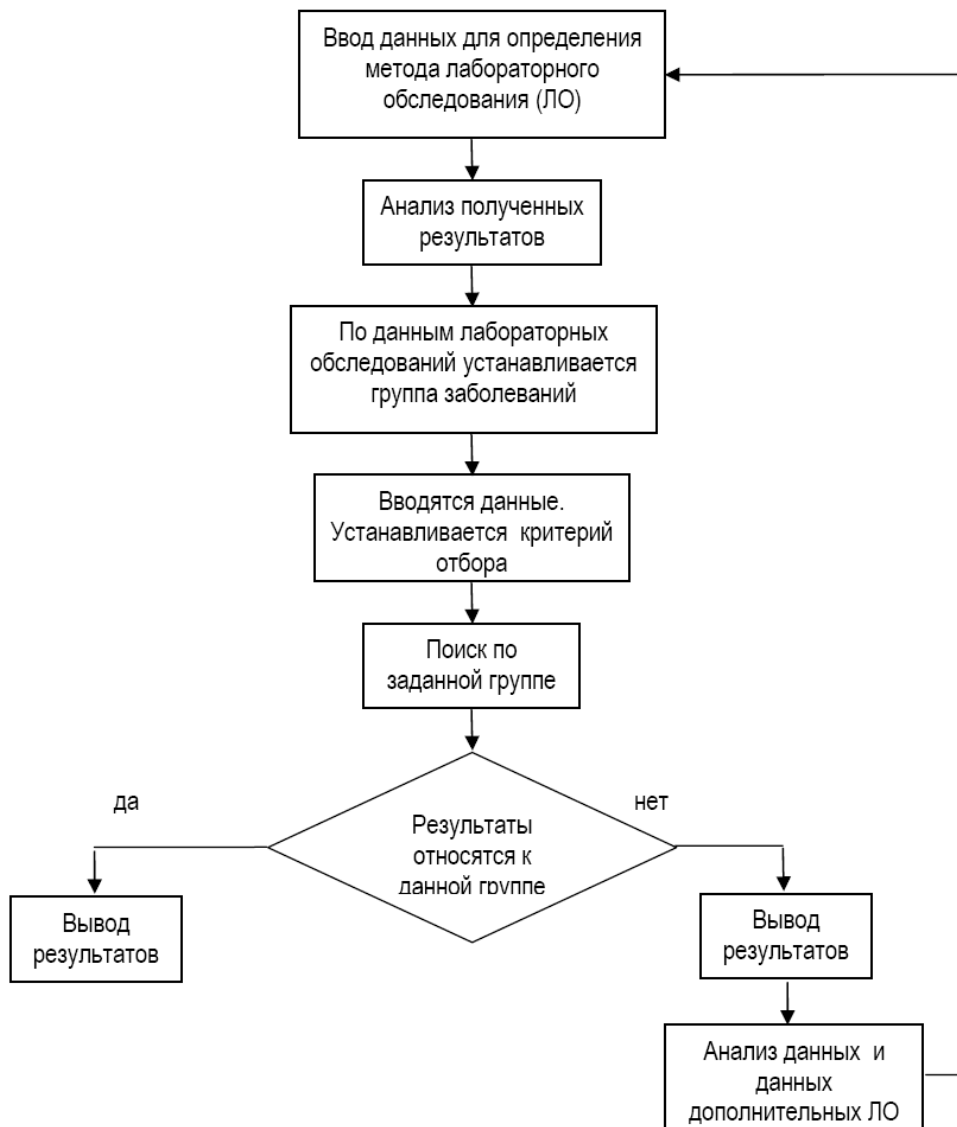 Ввод данных для определения
метода лабораторного
обследования (ЛО)
Анализ полученных
результатов
По данным лабораторных
обследований устанавливается
группа заболеваний
Вводятся данные.
Устанавливается критерий
отбора
Поиск по
заданной группе
да
нет
Результаты
относятся к
данной группе
Вывод
результатов
Вывод
результатов
Анализ данных и
данных
дополнительных ЛО